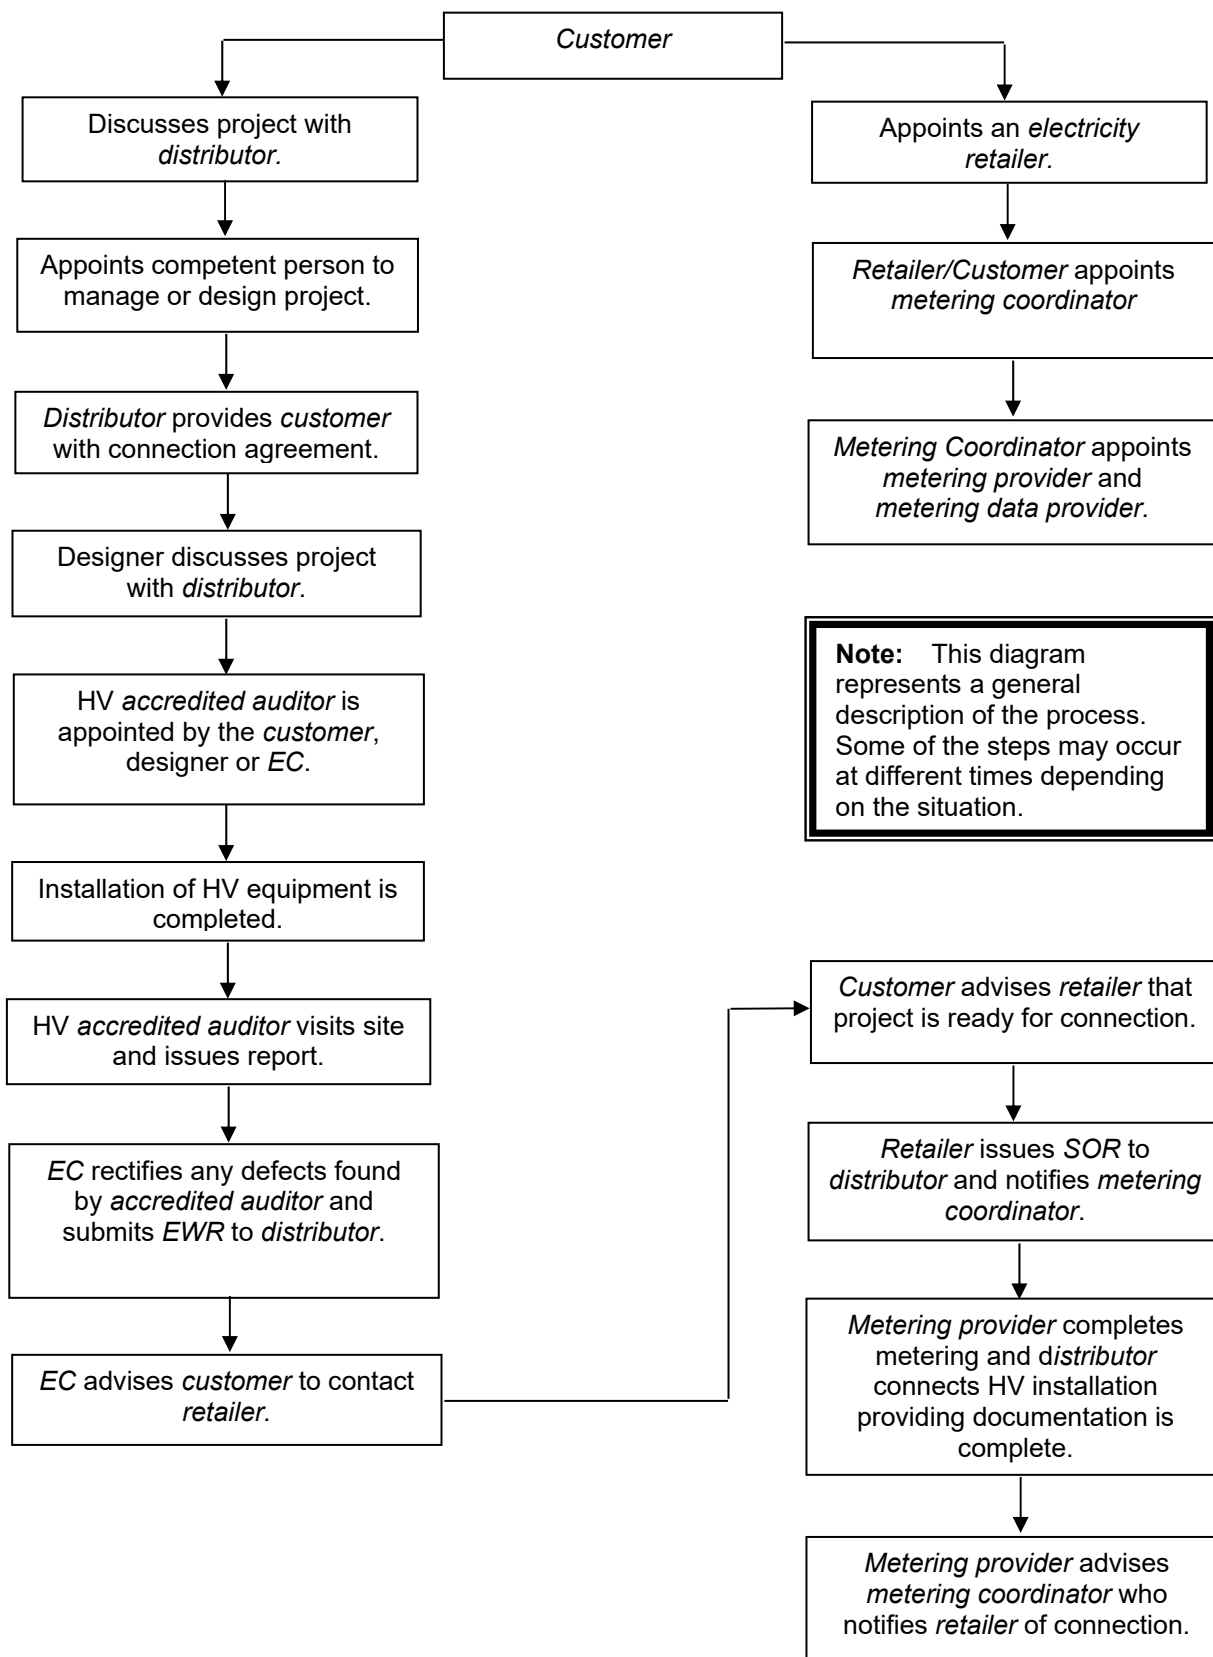 Customer
Discusses project with
distributor.
Appoints competent person to
manage or design project.
Distributor provides customer
with connection agreement.
Designer discusses project
with distributor.
HV accredited auditor is
appointed by the customer,
designer or EC.
Installation of HV equipment is
completed.
HV accredited auditor visits site
and issues report.
EC rectifies any defects found
by accredited auditor and
submits EWR to distributor.
EC advises customer to contact
retailer.
Appoints an electricity
retailer.
Retailer/Customer appoints
metering coordinator
Metering Coordinator appoints
metering provider and
metering data provider.
Note: This diagram
represents a general
description of the process.
Some of the steps may occur
at different times depending
on the situation.
Customer advises retailer that
project is ready for connection.
Retailer issues SOR to
distributor and notifies metering
coordinator.
Metering provider completes
metering and distributor
connects HV installation
providing documentation is
complete.
Metering provider advises
metering coordinator who
notifies retailer of connection.